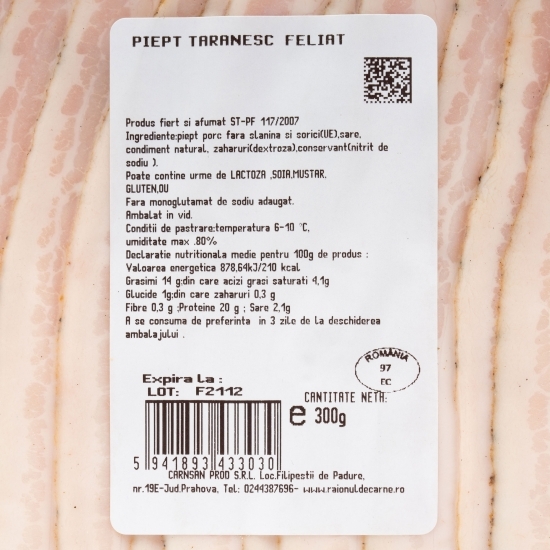 PIEPT TARANESC FELIAT
Produs fiert si afumat ST-PF 117/2007
Ingrediente:piept porc fara slanina si sorici(UE),sare,
condiment natural, zaharuri(dextroza),conservant(nitrit de
sodiu ).
Poate contine urme de LACTOZA ,SOIA,MUSTAR,
GLUTEN,OU
Fara monoglutamat de sodiu adaugat.
Ambalat in vid.
Conditii de pastrare:temperatura 6-10 °C,
umiditate max .80%
Declaratie nutritionala medie pentru 100g de produs :
Valoarea energetica 878,64kJ/210 kcal
Grasimi 14 g:din care acizi grasi saturati 4,1g
Glucide 1g;din care zaharuri 0,3 g
Fibre 0,3 g ;Proteine 20 g ; Sare 2,1g
A se consuma de preferinta in 3 zile de la deschiderea
ambalajului .
ROMÂNIA
97
EC
Expira La :
LOT: F2112
CANTITATE NETA:
e 300g
5 941893 433030
CARNSAN PROD S.R.L. Loc.Filipestii de Padure,
nr.19E-Jud.Prahova, Tel: 0244387696- www.raionuldecarne.ro